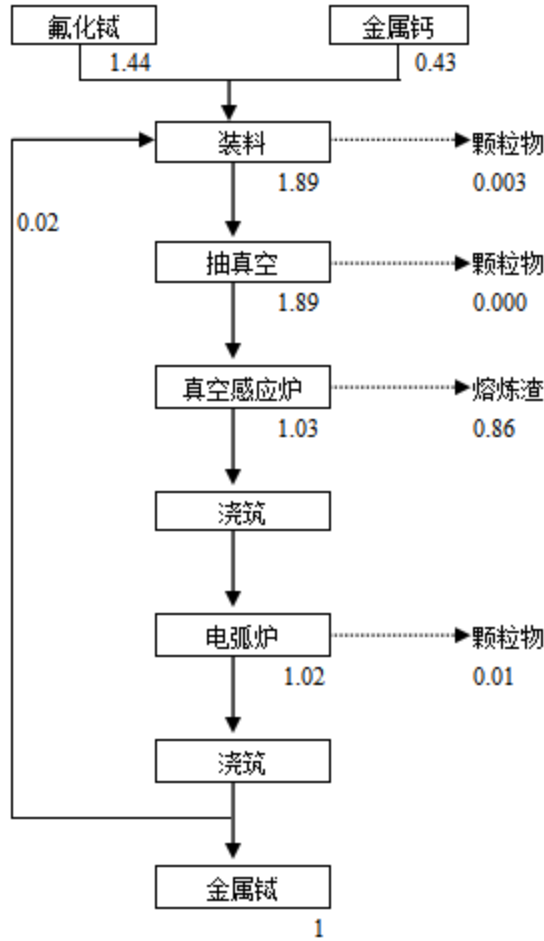 氟化铽 金属钙
1.44 0.43
装料 颗粒物
1.89 0.003
0.02
抽真空 颗粒物
1.89 0.000
真空感应炉 熔炼渣
1.03 0.86
浇筑
电弧炉 颗粒物
1.02 0.01
浇筑
金属铽
1